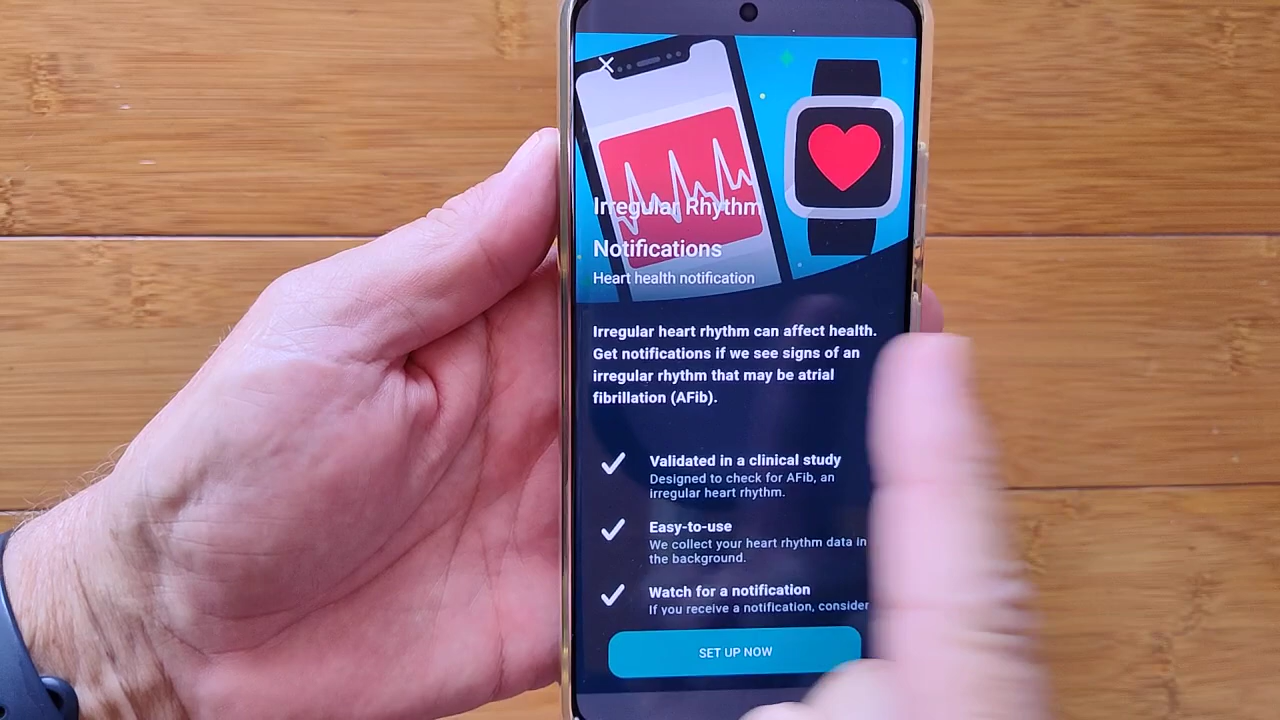 Irregular Rhythm
Notifications
Heart health notification
Irregular heart rhythm can affect health.
Get notifications if we see signs of an
irregular rhythm that may be atrial
fibrillation (AFib).
Validated in a clinical study
Designed to check for AFib, an
irregular heart rhythm.
Easy-to-use
We collect your heart rhythm data in
the background.
Watch for a notification
If you receive a notification, consider
SET UP NOW